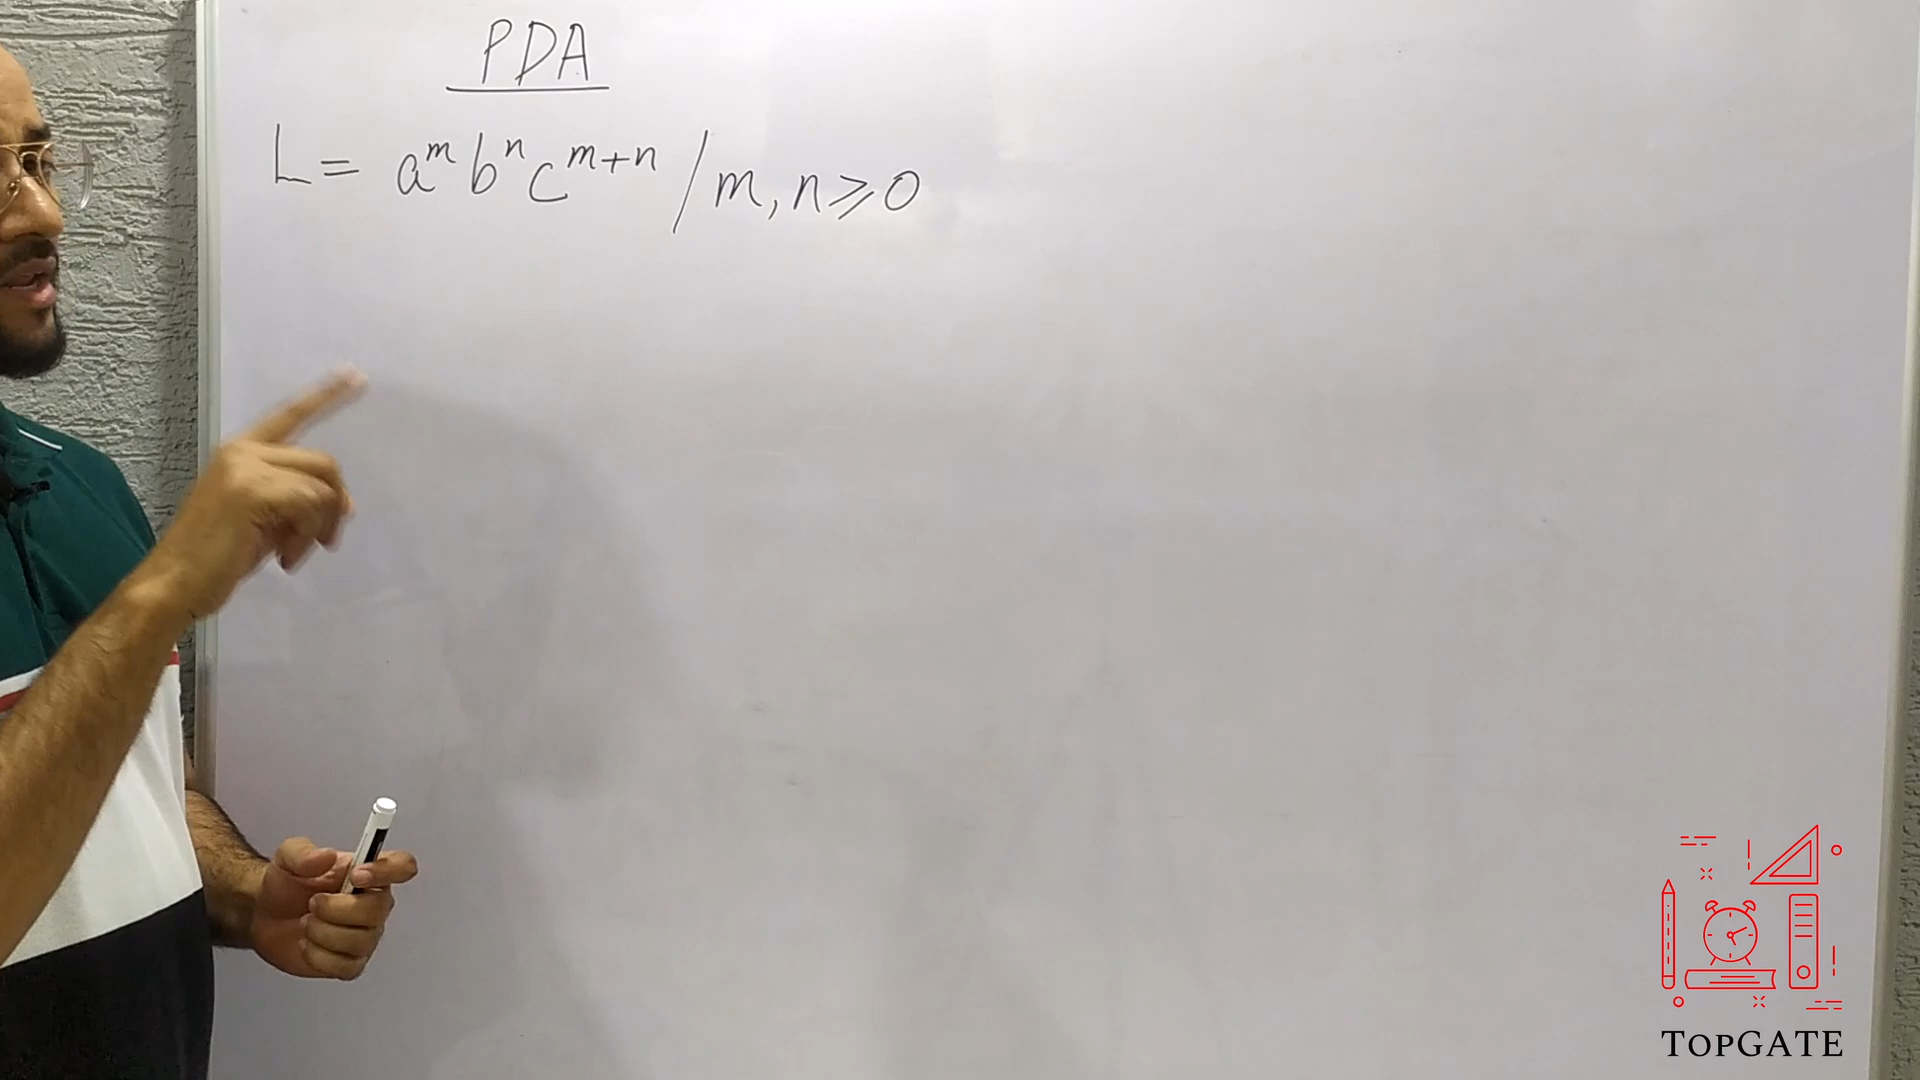 PDA
L = a^m b^n c^{m+n} / m, n ⩾ 0
TOPGATE